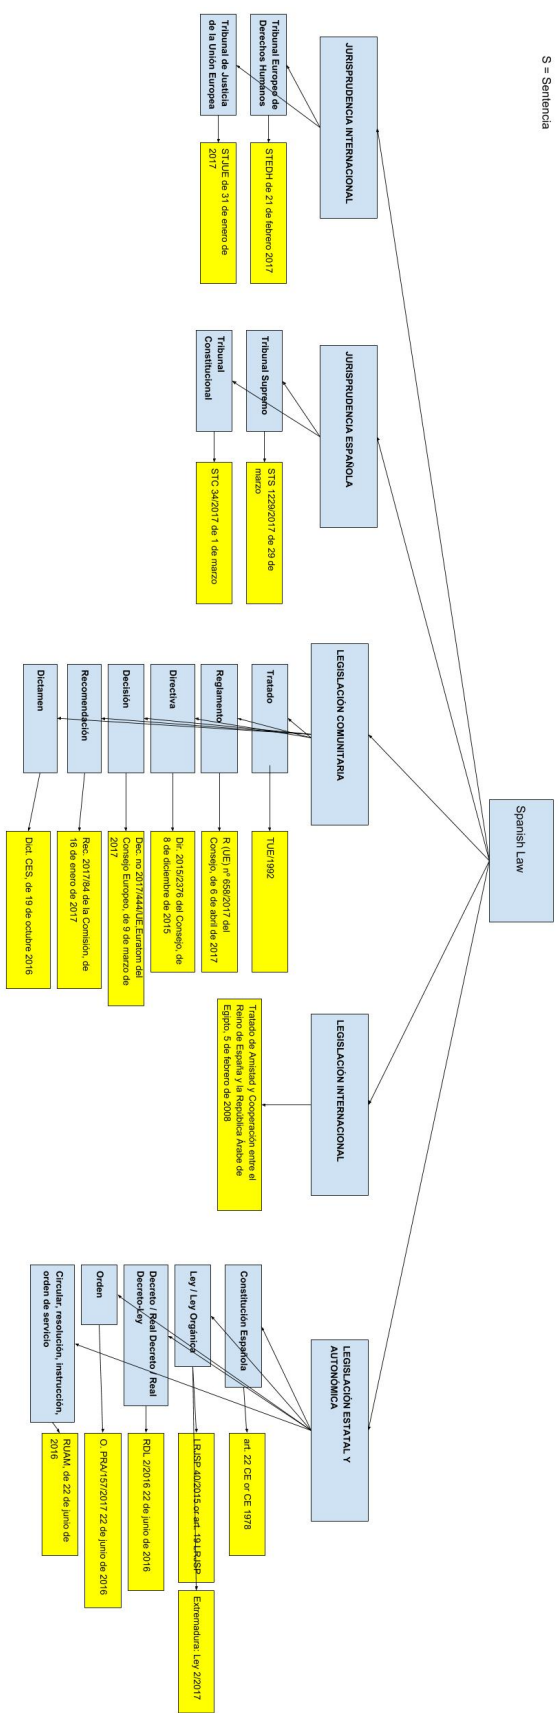 S = Sentencia
Spanish Law
JURISPRUDENCIA INTERNACIONAL
Tribunal Europeo de
Derechos Humanos
STEDH de 21 de febrero 2017
Tribunal de Justicia
de la Unión Europea
STJUE de 31 de enero de
2017
JURISPRUDENCIA ESPAÑOLA
Tribunal Supremo
STS 1229/2017 de 29 de
marzo
Tribunal
Constitucional
STC 34/2017 de 1 de marzo
LEGISLACIÓN COMUNITARIA
Tratado
TUE/1992
Reglamento
R (UE) nº 658/2017 del
Consejo, de 6 de abril de 2017
Directiva
Dir. 2015/2376 del Consejo, de
8 de diciembre de 2015
Decisión
Dec. no 2017/444/UE,Euratom del
Consejo Europeo, de 9 de marzo de
2017
Recomendación
Rec. 2017/84 de la Comisión, de
16 de enero de 2017
Dictamen
Dict. CES, de 19 de octubre 2016
LEGISLACIÓN INTERNACIONAL
Tratado de Amistad y Cooperación entre el
Reino de España y la República Árabe de
Egipto, 5 de febrero de 2008
LEGISLACIÓN ESTATAL Y
AUTONÓMICA
Constitución Española
art. 22 CE or CE 1978
Ley / Ley Orgánica
LRJSP 40/2015 or art. 19 LRJSP
Extremadura: Ley 2/2017
Decreto / Real Decreto / Real
Decreto-Ley
RDL 2/2016 22 de junio de 2016
Orden
O. PRA/157/2017 22 de junio de 2016
Circular, resolución, instrucción,
orden de servicio
RUAM, de 22 de junio de
2016